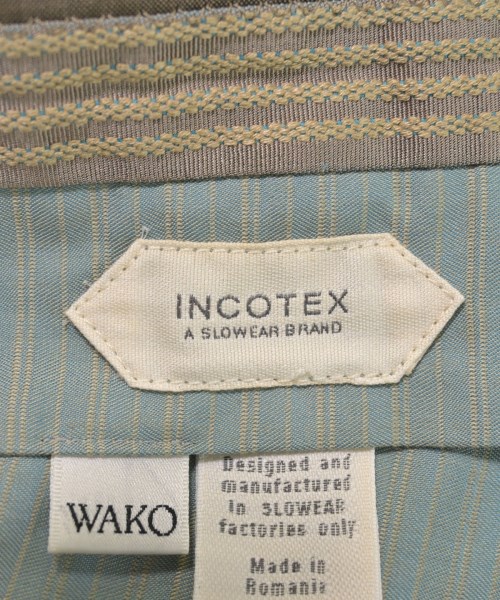 INCOTEX
A SLOWEAR BRAND
WAKO
Designed and
manufactured
in SLOWEAR
factories only
Made in
Romania